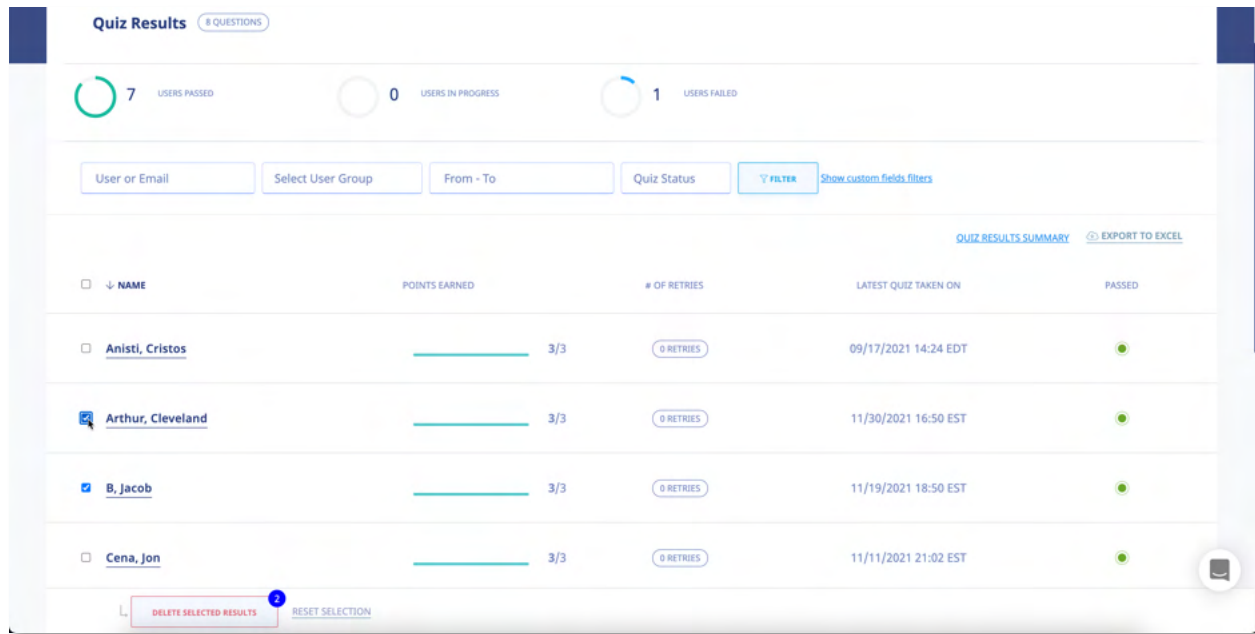 Quiz Results 8 QUESTIONS
7 USERS PASSED 0 USERS IN PROGRESS 1 USERS FAILED
User or Email Select User Group From - To Quiz Status FILTER Show custom fields filters
QUIZ RESULTS SUMMARY EXPORT TO EXCEL
NAME POINTS EARNED # OF RETRIES LATEST QUIZ TAKEN ON PASSED
Anisti, Cristos 3/3 0 RETRIES 09/17/2021 14:24 EDT
Arthur, Cleveland 3/3 0 RETRIES 11/30/2021 16:50 EST
B, Jacob 3/3 0 RETRIES 11/19/2021 18:50 EST
Cena, Jon 3/3 0 RETRIES 11/11/2021 21:02 EST
DELETE SELECTED RESULTS 2 RESET SELECTION